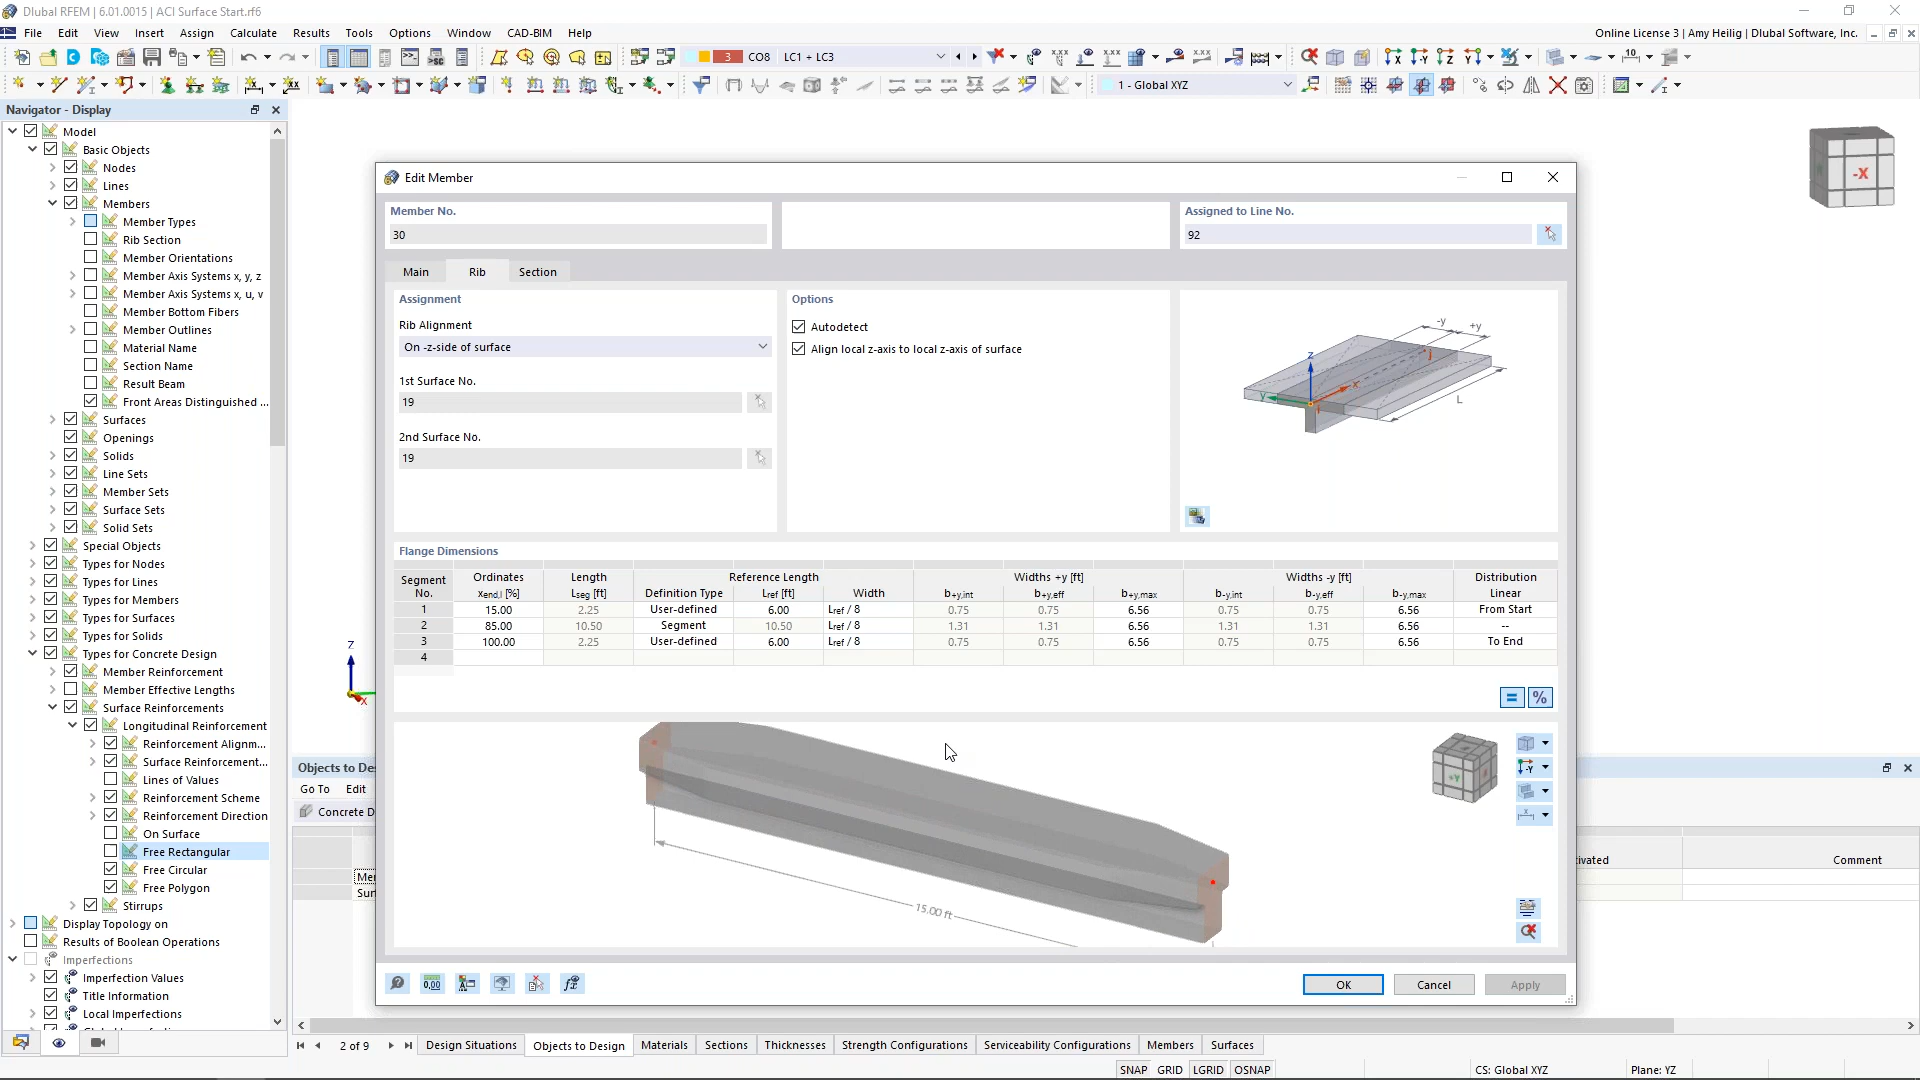 Dlubal RFEM | 6.01.0015 | ACI Surface Start.rf6
File Edit View Insert Assign Calculate Results Tools Options Window CAD-BIM Help
Online License 3 | Amy Heilig | Dlubal Software, Inc.
3 CO8 LC1 + LC3
1 - Global XYZ
Navigator - Display
Model
Basic Objects
Nodes
Lines
Members
Member Types
Rib Section
Member Orientations
Member Axis Systems x, y, z
Member Axis Systems x, u, v
Member Bottom Fibers
Member Outlines
Material Name
Section Name
Result Beam
Front Areas Distinguished ...
Surfaces
Openings
Solids
Line Sets
Member Sets
Surface Sets
Solid Sets
Special Objects
Types for Nodes
Types for Lines
Types for Members
Types for Surfaces
Types for Solids
Types for Concrete Design
Member Reinforcement
Member Effective Lengths
Surface Reinforcements
Longitudinal Reinforcement
Reinforcement Alignm...
Surface Reinforcement...
Lines of Values
Reinforcement Scheme
Reinforcement Direction
On Surface
Free Rectangular
Free Circular
Free Polygon
Stirrups
Display Topology on
Results of Boolean Operations
Imperfections
Imperfection Values
Title Information
Local Imperfections
-X
Z
X
Edit Member
Member No.
30
Assigned to Line No.
92
Main Rib Section
Assignment
Rib Alignment
On -z-side of surface
1st Surface No.
19
2nd Surface No.
19
Options
Autodetect
Align local z-axis to local z-axis of surface
-y +y
z
j
x
y
i
L
Flange Dimensions
Segment No. Ordinates xend,i [%] Length Lseg [ft] Reference Length Definition Type Lref [ft] Width Widths +y [ft] b+y,int b+y,eff b+y,max Widths -y [ft] b-y,int b-y,eff b-y,max Distribution Linear
1 15.00 2.25 User-defined 6.00 Lref / 8 0.75 0.75 6.56 0.75 0.75 6.56 From Start
2 85.00 10.50 Segment 10.50 Lref / 8 1.31 1.31 6.56 1.31 1.31 6.56 --
3 100.00 2.25 User-defined 6.00 Lref / 8 0.75 0.75 6.56 0.75 0.75 6.56 To End
4
= %
15.00 ft
+Y
OK Cancel Apply
Objects to De
Go To Edit
Concrete D
Mer
Sur
ivated
Comment
2 of 9 Design Situations Objects to Design Materials Sections Thicknesses Strength Configurations Serviceability Configurations Members Surfaces
SNAP GRID LGRID OSNAP CS: Global XYZ Plane: YZ